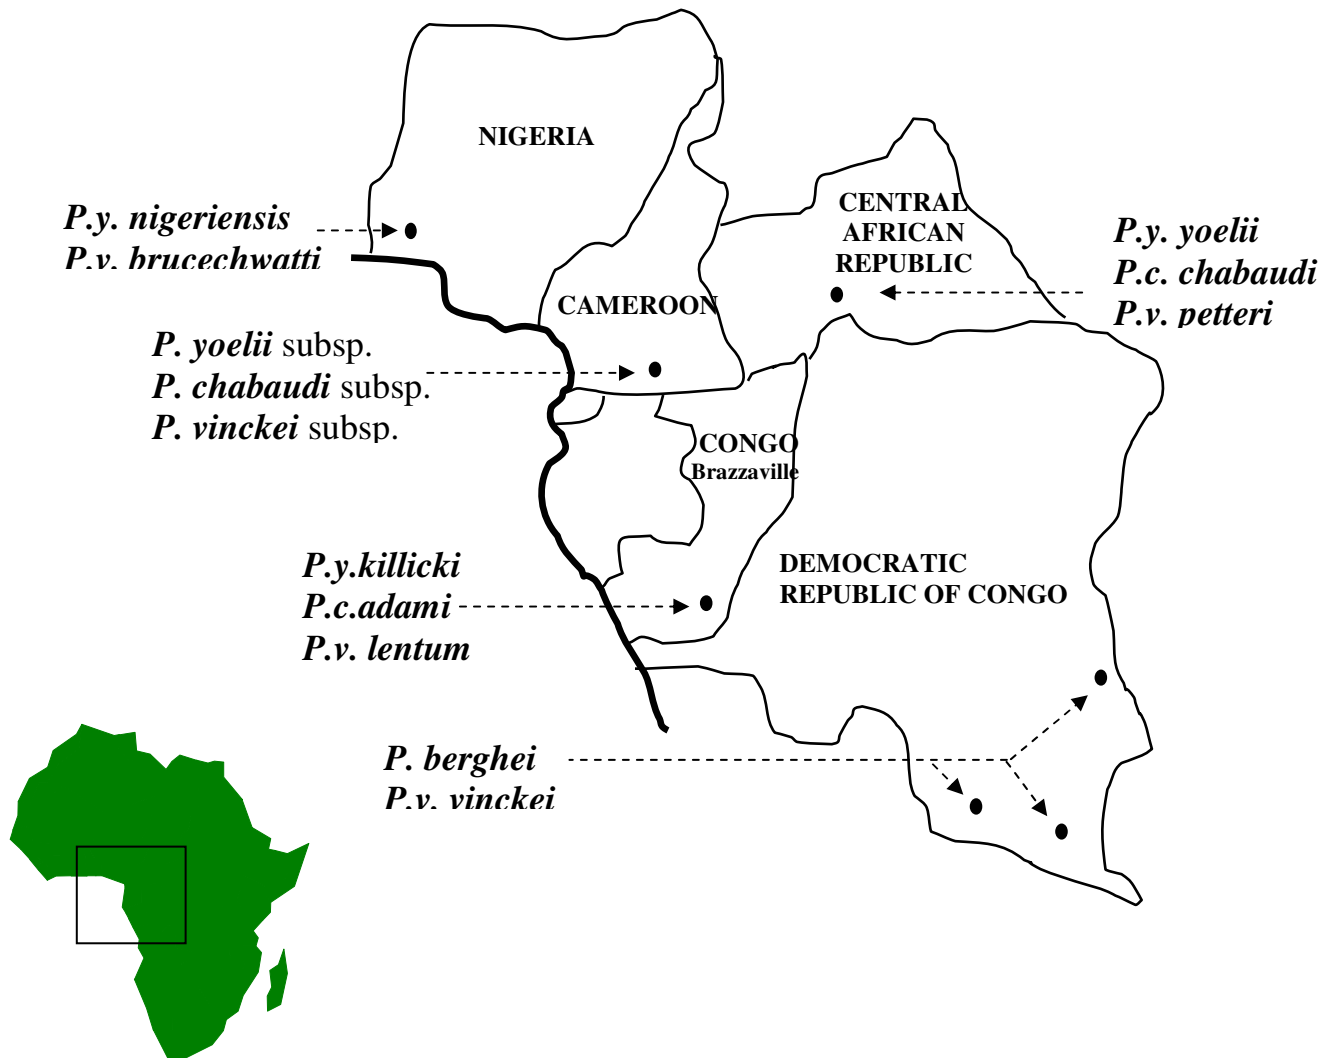 NIGERIA
P.y. nigeriensis
P.v. brucechwatti
CENTRAL
AFRICAN
REPUBLIC
P.y. yoelii
P.c. chabaudi
P.v. petteri
CAMEROON
P. yoelii subsp.
P. chabaudi subsp.
P. vinckei subsp.
CONGO
Brazzaville
P.y.killicki
P.c.adami
P.v. lentum
DEMOCRATIC
REPUBLIC OF CONGO
P. berghei
P.v. vinckei